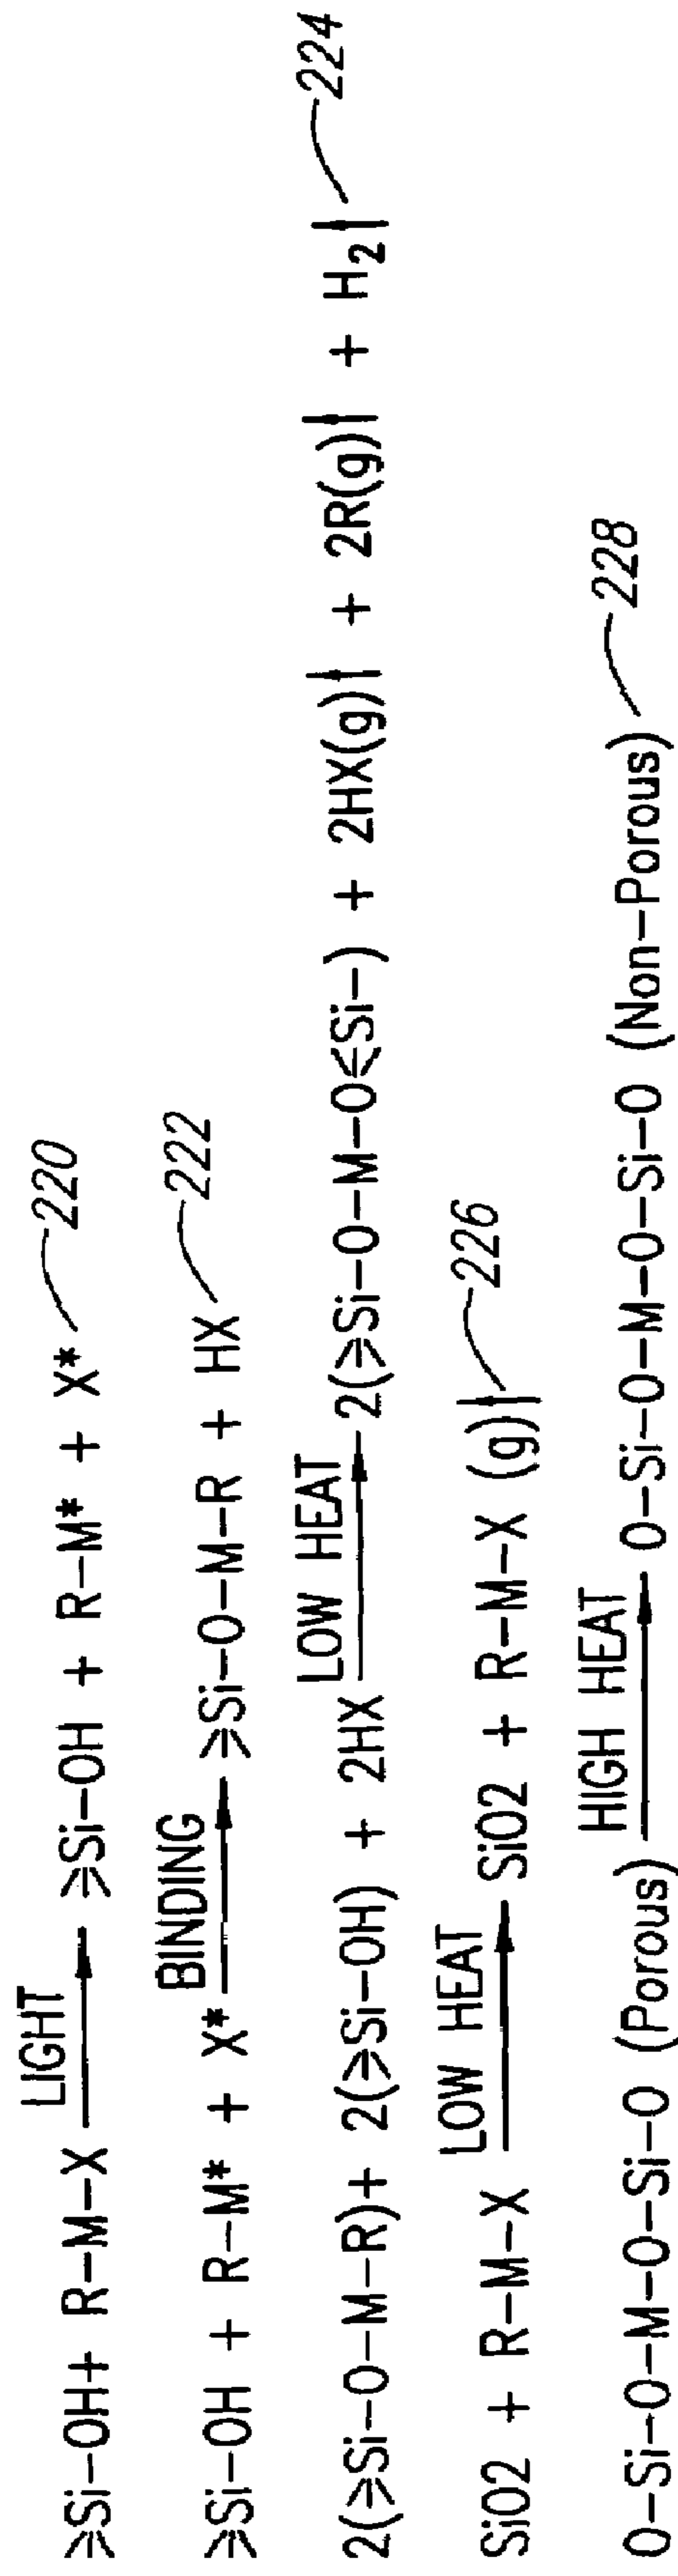 LIGHT
⩾Si-OH+ R-M-X ⟶ ⩾Si-OH + R-M* + X* 220
BINDING
⩾Si-OH + R-M* + X* ⟶ ⩾Si-O-M-R + HX 222
LOW HEAT
2(⩾Si-O-M-R)+ 2(⩾Si-OH) + 2HX ⟶ 2(⩾Si-O-M-O⩽Si-) + 2HX(g)↑ + 2R(g)↑ + H₂↑ 224
LOW HEAT
SiO2 + R-M-X ⟶ SiO2 + R-M-X (g)↑ 226
HIGH HEAT
O-Si-O-M-O-Si-O (Porous) ⟶ O-Si-O-M-O-Si-O (Non-Porous) 228